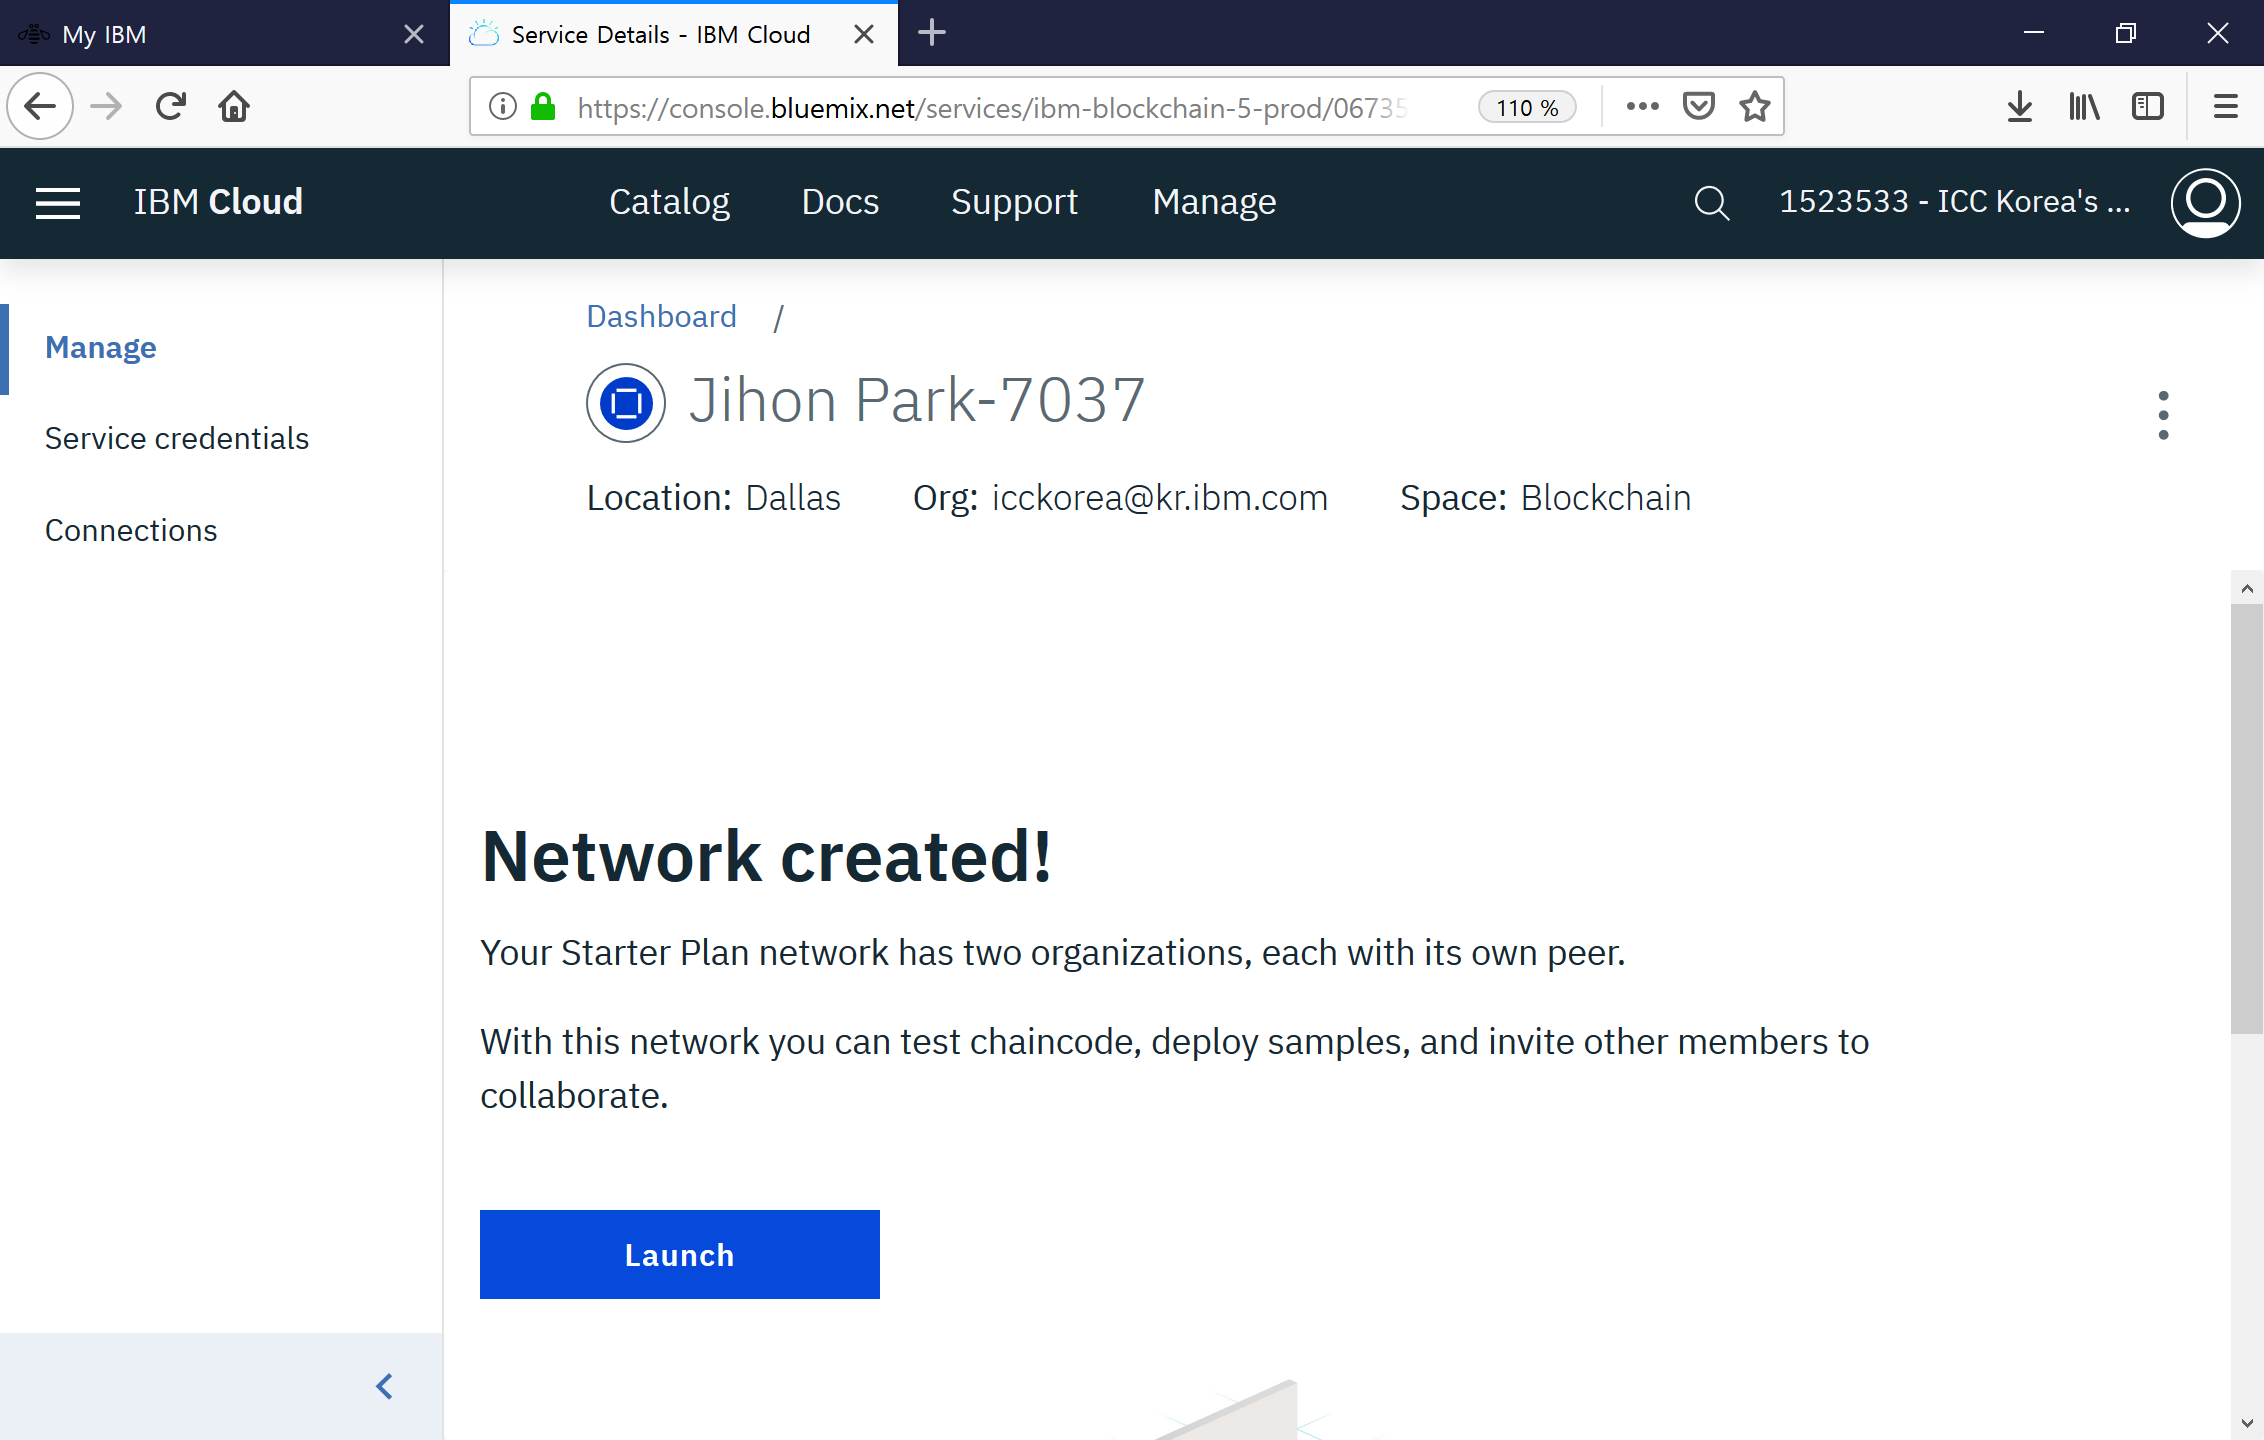 My IBM
Service Details - IBM Cloud
https://console.bluemix.net/services/ibm-blockchain-5-prod/06735
110 %
IBM Cloud
Catalog
Docs
Support
Manage
1523533 - ICC Korea's ...
Manage
Service credentials
Connections
Dashboard /
Jihon Park-7037
Location: Dallas
Org: icckorea@kr.ibm.com
Space: Blockchain
Network created!
Your Starter Plan network has two organizations, each with its own peer.
With this network you can test chaincode, deploy samples, and invite other members to
collaborate.
Launch